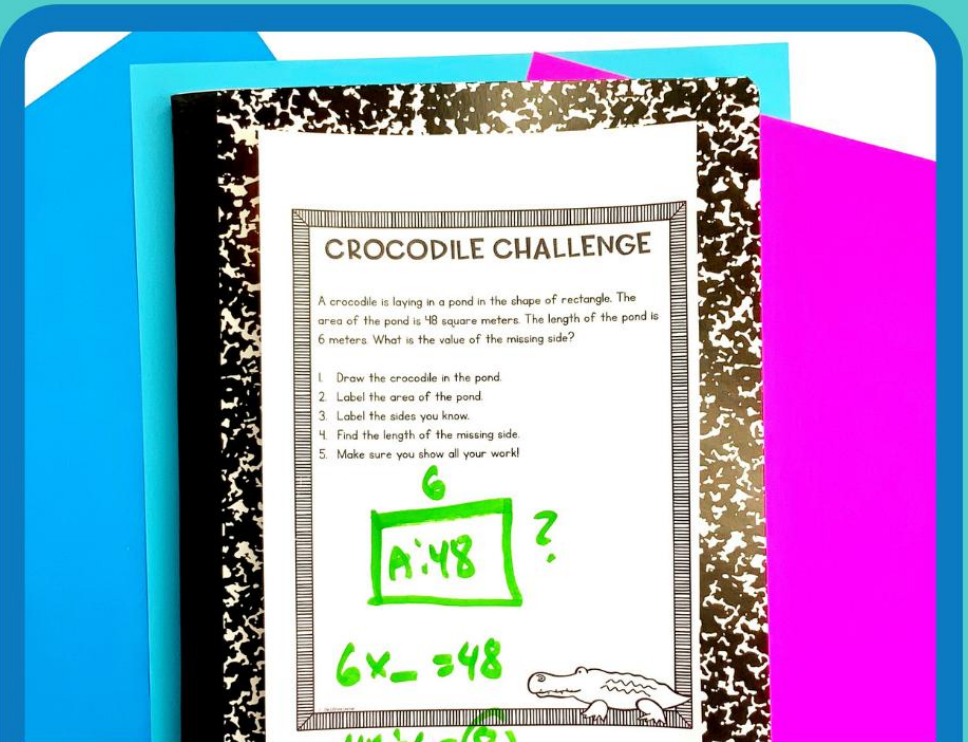 CROCODILE CHALLENGE
A crocodile is laying in a pond in the shape of rectangle. The
area of the pond is 48 square meters. The length of the pond is
6 meters. What is the value of the missing side?
1. Draw the crocodile in the pond.
2. Label the area of the pond.
3. Label the sides you know.
4. Find the length of the missing side.
5. Make sure you show all your work!
6
A:48 ?
6x_=48